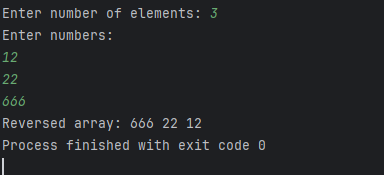 Enter number of elements: 3
Enter numbers:
12
22
666
Reversed array: 666 22 12
Process finished with exit code 0